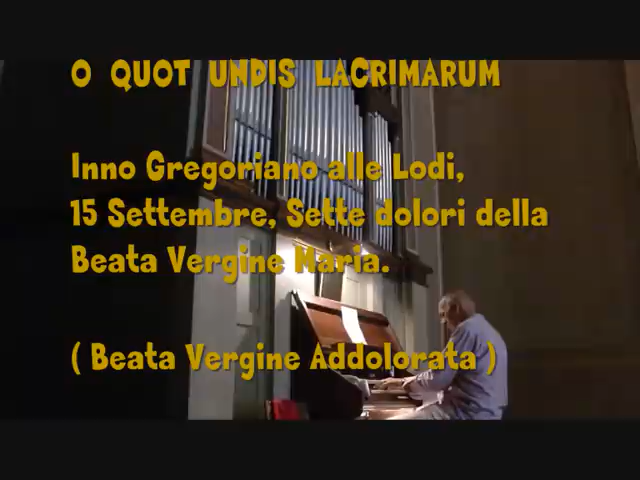 O QUOT UNDIS LACRIMARUM
Inno Gregoriano alle Lodi,
15 Settembre, Sette dolori della
Beata Vergine Maria.
( Beata Vergine Addolorata )